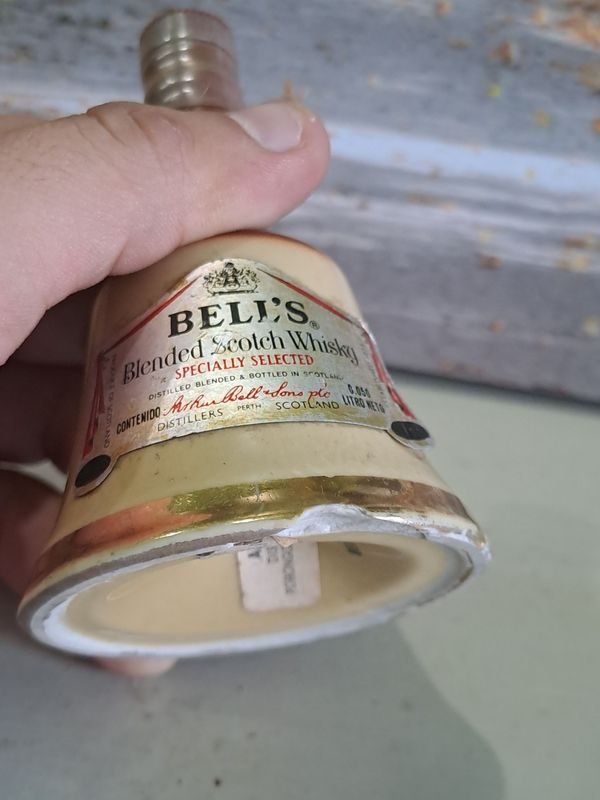 BELL'S®
Blended Scotch Whisky
SPECIALLY SELECTED
DISTILLED BLENDED & BOTTLED IN SCOTLAND
CONTENIDO Arthur Bell & Sons plc 0,050
LITRO NETO
DISTILLERS PERTH SCOTLAND